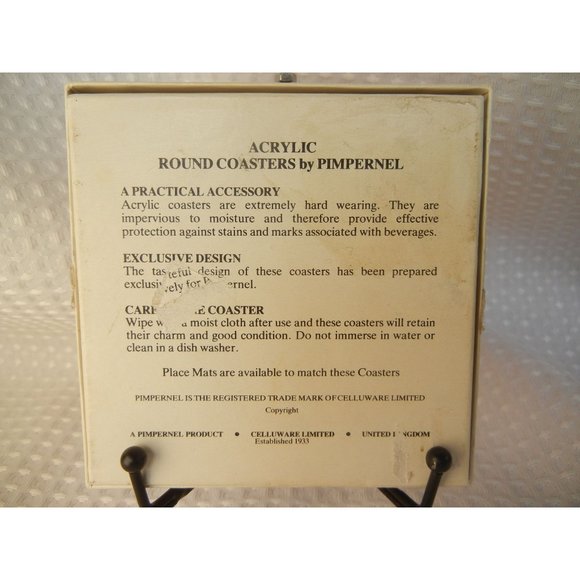 ACRYLIC
ROUND COASTERS by PIMPERNEL
A PRACTICAL ACCESSORY
Acrylic coasters are extremely hard wearing. They are
impervious to moisture and therefore provide effective
protection against stains and marks associated with beverages.
EXCLUSIVE DESIGN
The tasteful design of these coasters has been prepared
exclusively for Pimpernel.
CARE COASTER
Wipe a moist cloth after use and these coasters will retain
their charm and good condition. Do not immerse in water or
clean in a dish washer.
Place Mats are available to match these Coasters
PIMPERNEL IS THE REGISTERED TRADE MARK OF CELLUWARE LIMITED
Copyright
A PIMPERNEL PRODUCT • CELLUWARE LIMITED • UNITED KINGDOM
Established 1933